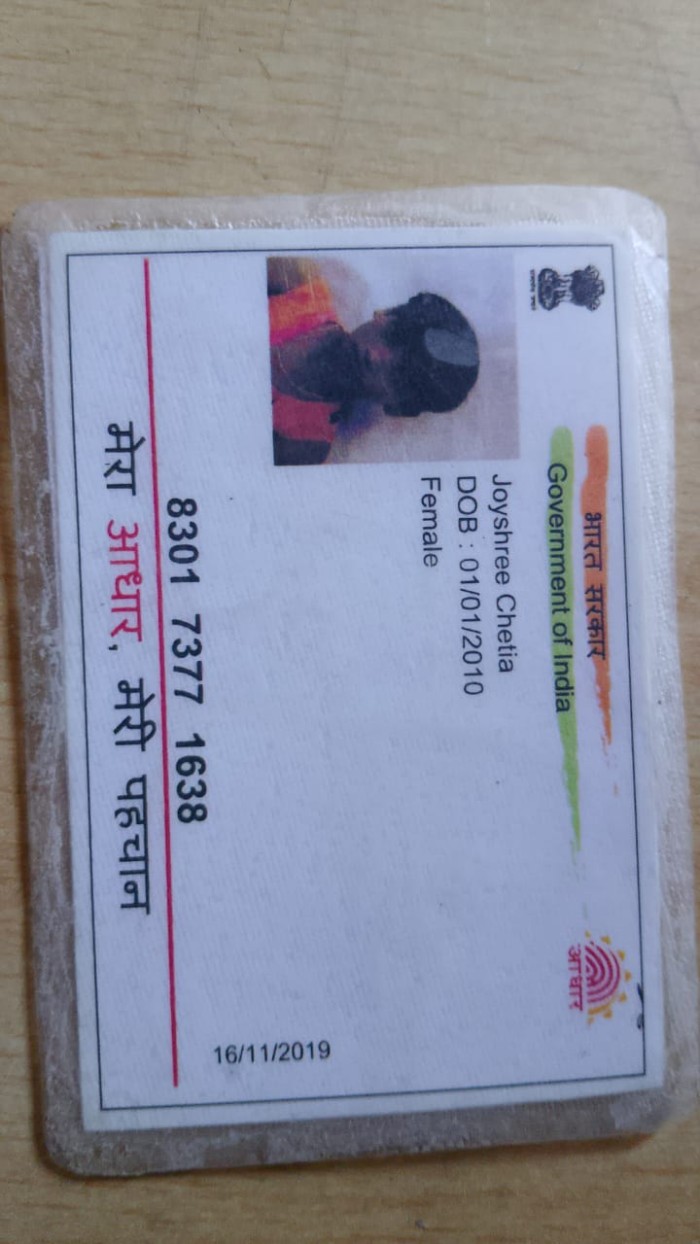 भारत सरकार
Government of India
आधार
Joyshree Chetia
DOB : 01/01/2010
Female
16/11/2019
8301 7377 1638
मेरा आधार, मेरी पहचान